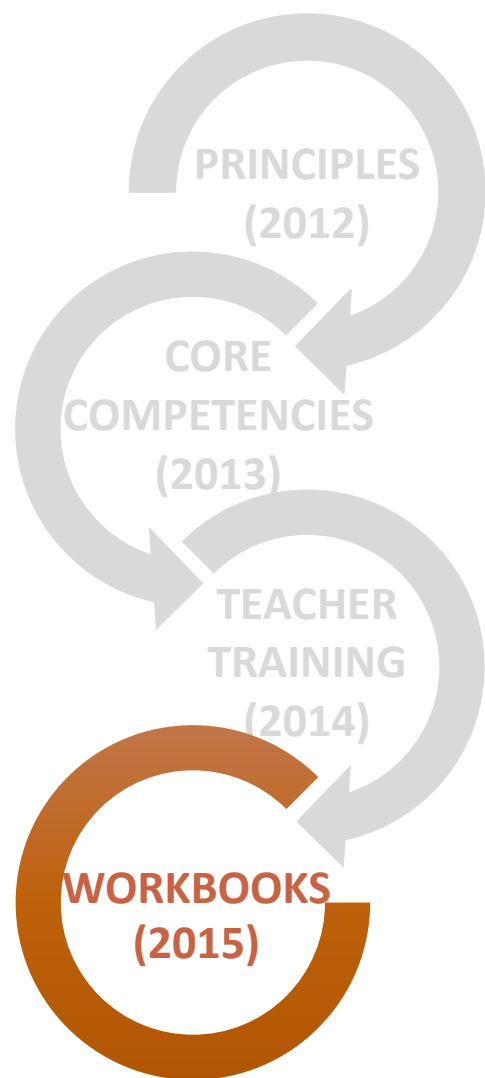 PRINCIPLES
(2012)
CORE
COMPETENCIES
(2013)
TEACHER
TRAINING
(2014)
WORKBOOKS
(2015)